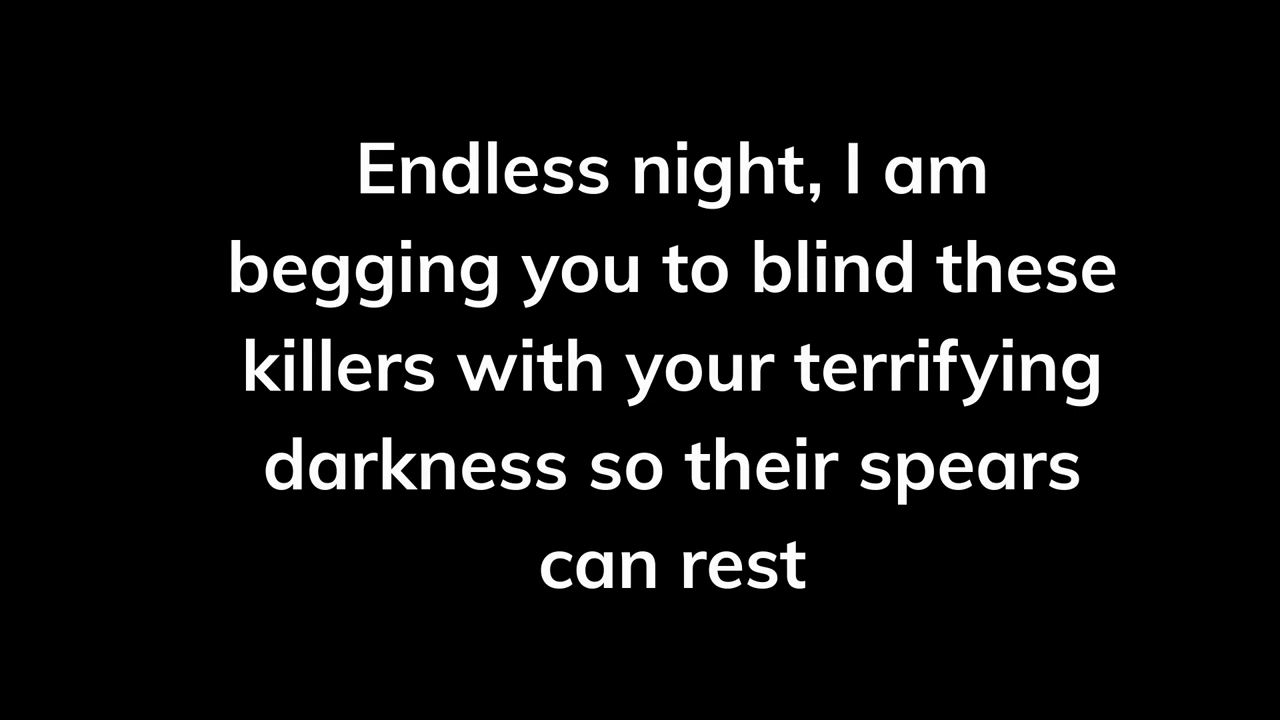 Endless night, I am
begging you to blind these
killers with your terrifying
darkness so their spears
can rest